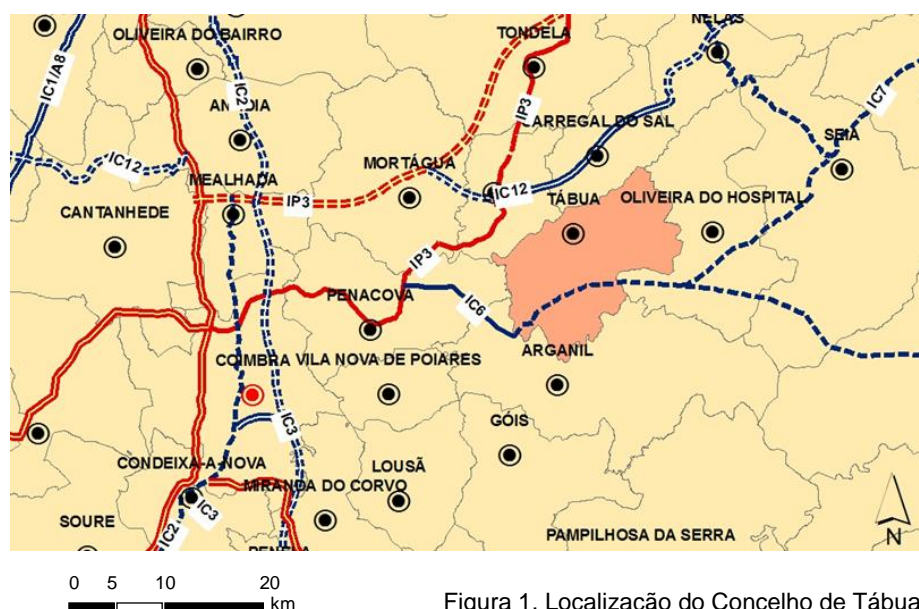 NELAS
OLIVEIRA DO BAIRRO
TONDELA
IC1/A8
IC2
IC7
IP3
ANADIA
CARREGAL DO SAL
SEIA
MORTÁGUA
IC12
MEALHADA
IC12
IP3
TÁBUA
OLIVEIRA DO HOSPITAL
CANTANHEDE
IP3
PENACOVA
IC6
ARGANIL
COIMBRA
VILA NOVA DE POIARES
IC3
GÓIS
CONDEIXA-A-NOVA
LOUSÃ
MIRANDA DO CORVO
IC3
SOURE
IC2
PAMPILHOSA DA SERRA
PENELA
N
0 5 10 20
km
Figura 1. Localização do Concelho de Tábua